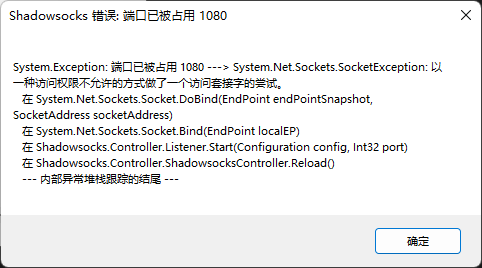 Shadowsocks 错误: 端口已被占用 1080
System.Exception: 端口已被占用 1080 ---> System.Net.Sockets.SocketException: 以
一种访问权限不允许的方式做了一个访问套接字的尝试。
在 System.Net.Sockets.Socket.DoBind(EndPoint endPointSnapshot,
SocketAddress socketAddress)
在 System.Net.Sockets.Socket.Bind(EndPoint localEP)
在 Shadowsocks.Controller.Listener.Start(Configuration config, Int32 port)
在 Shadowsocks.Controller.ShadowsocksController.Reload()
--- 内部异常堆栈跟踪的结尾 ---
确定